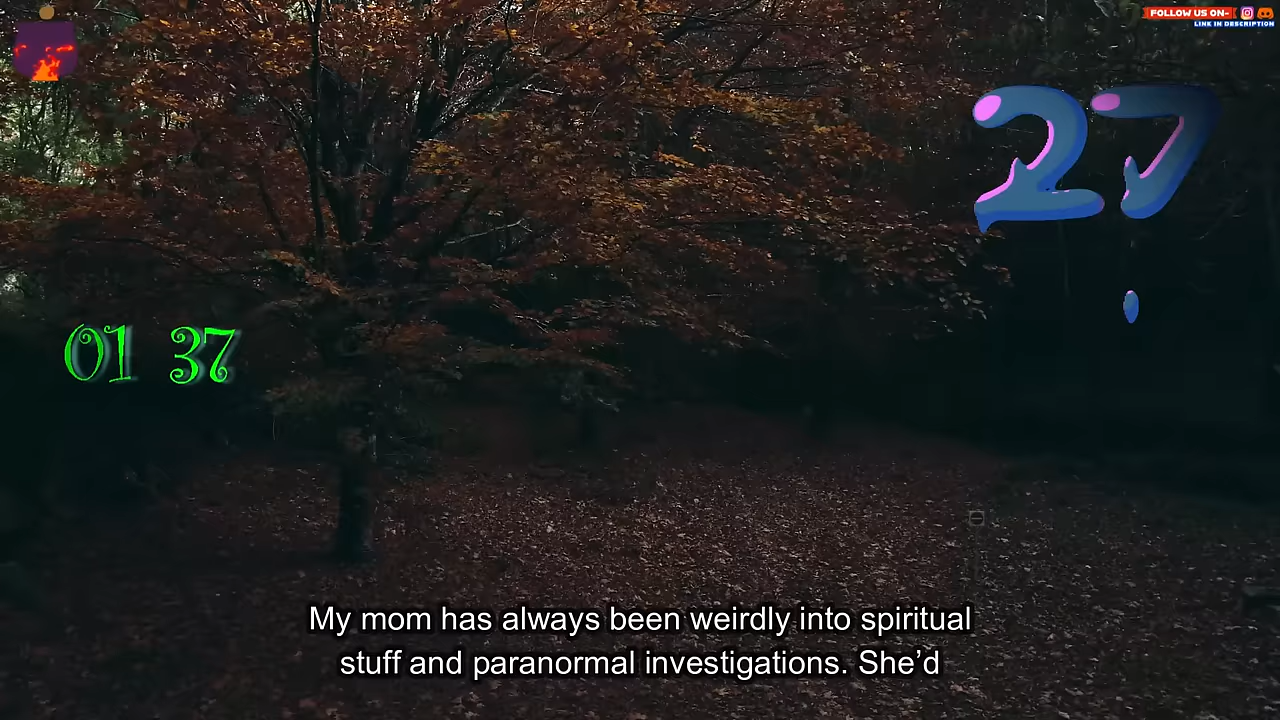 FOLLOW US ON-
LINK IN DESCRIPTION
27
01 37
My mom has always been weirdly into spiritual
stuff and paranormal investigations. She’d